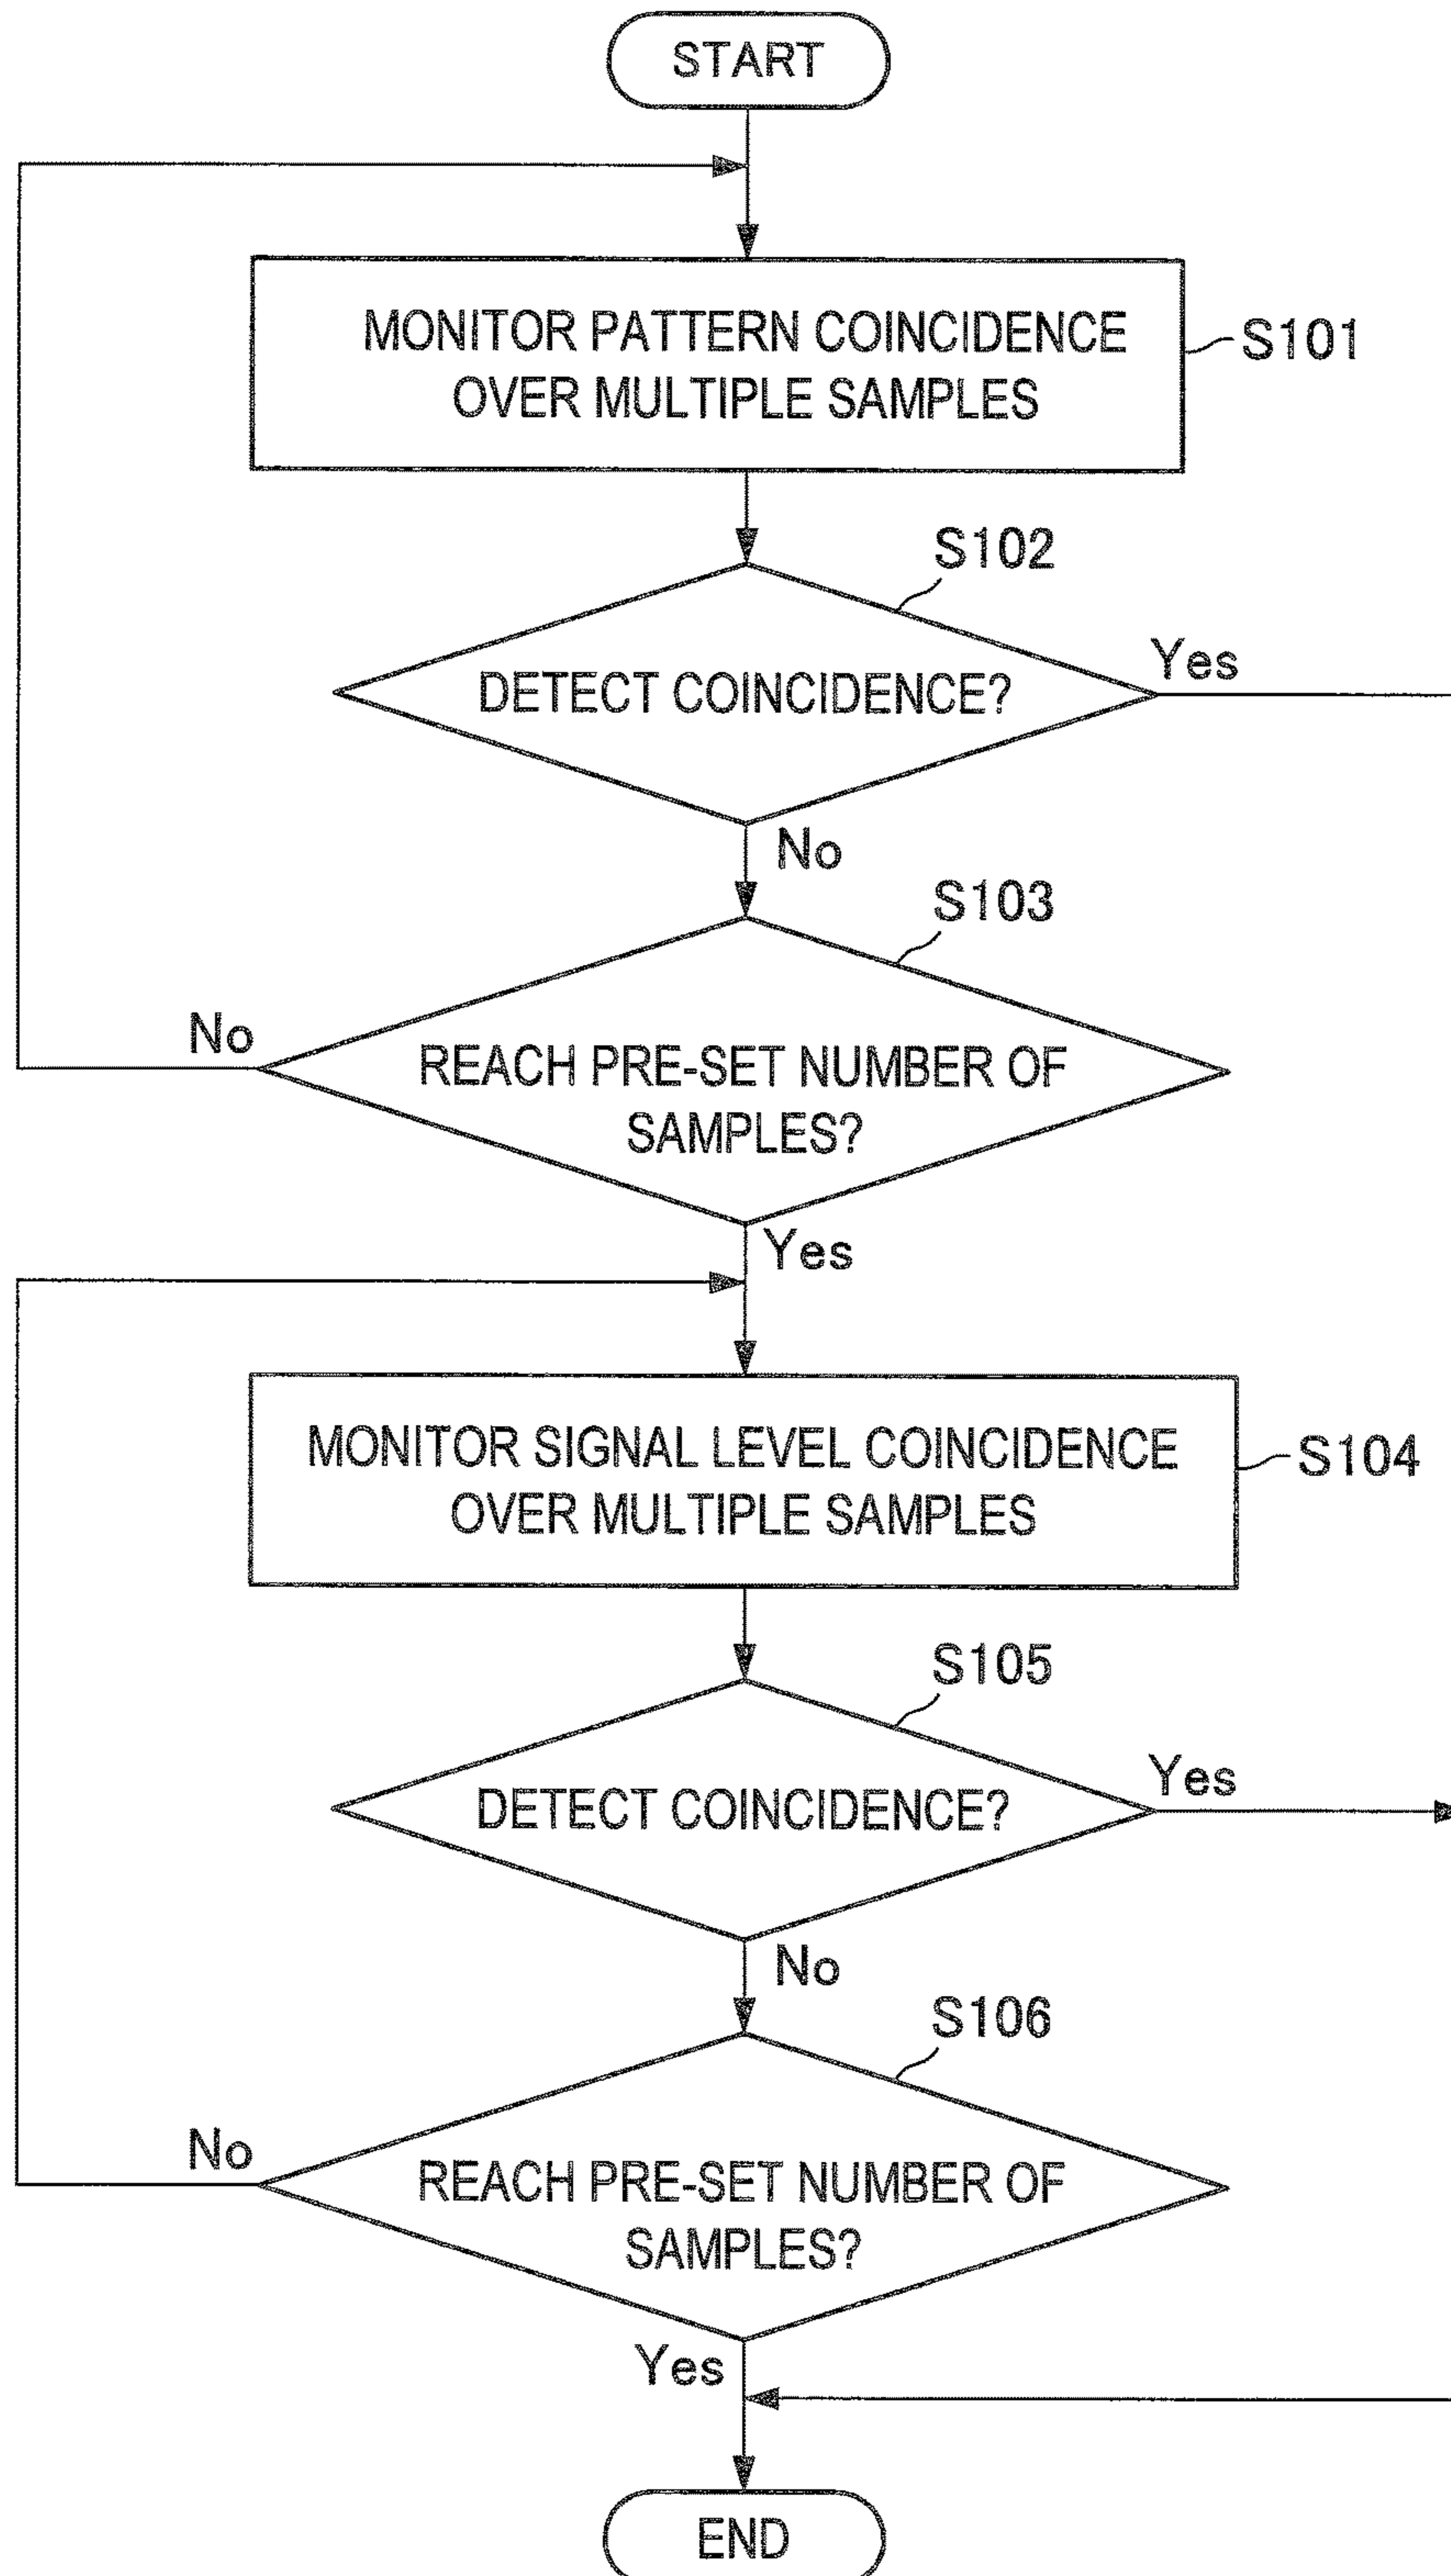 START
MONITOR PATTERN COINCIDENCE
OVER MULTIPLE SAMPLES
S101
S102
DETECT COINCIDENCE?
Yes
No
S103
No
REACH PRE-SET NUMBER OF
SAMPLES?
Yes
MONITOR SIGNAL LEVEL COINCIDENCE
OVER MULTIPLE SAMPLES
S104
S105
DETECT COINCIDENCE?
Yes
No
S106
No
REACH PRE-SET NUMBER OF
SAMPLES?
Yes
END